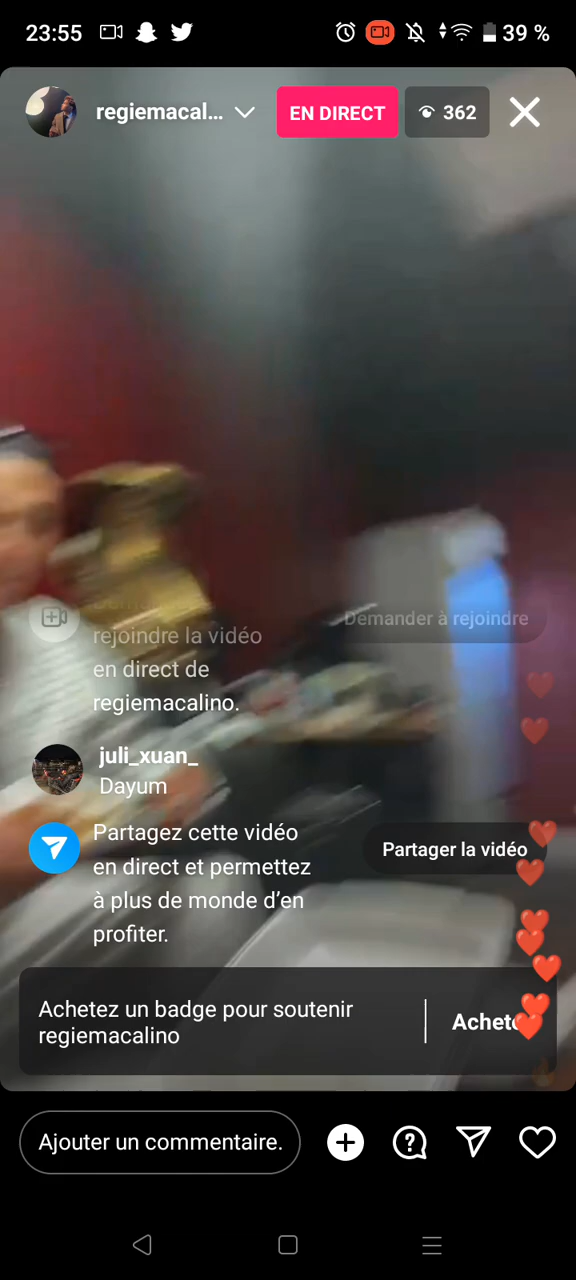 23:55
39 %
regiemacal...
EN DIRECT
362
Demander à rejoindre
rejoindre la vidéo
en direct de
regiemacalino.
juli_xuan_
Dayum
Partagez cette vidéo
en direct et permettez
à plus de monde d’en
profiter.
Partager la vidéo
Achetez un badge pour soutenir
regiemacalino
Achete
Ajouter un commentaire.